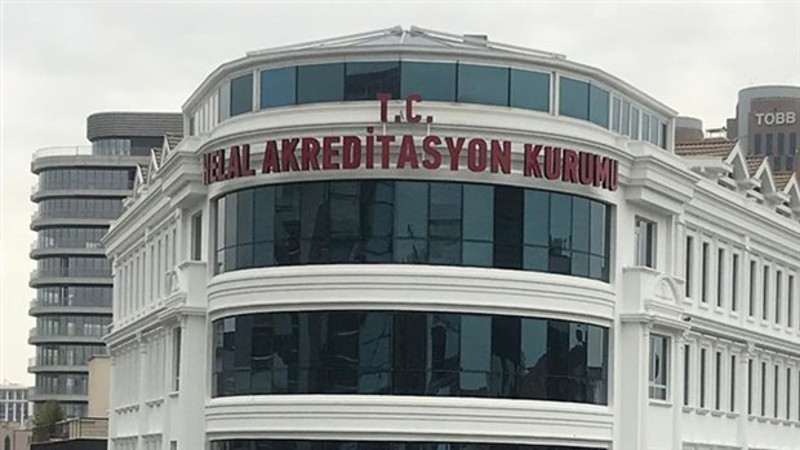 T.C.
HELAL AKREDİTASYON KURUMU
TOBB